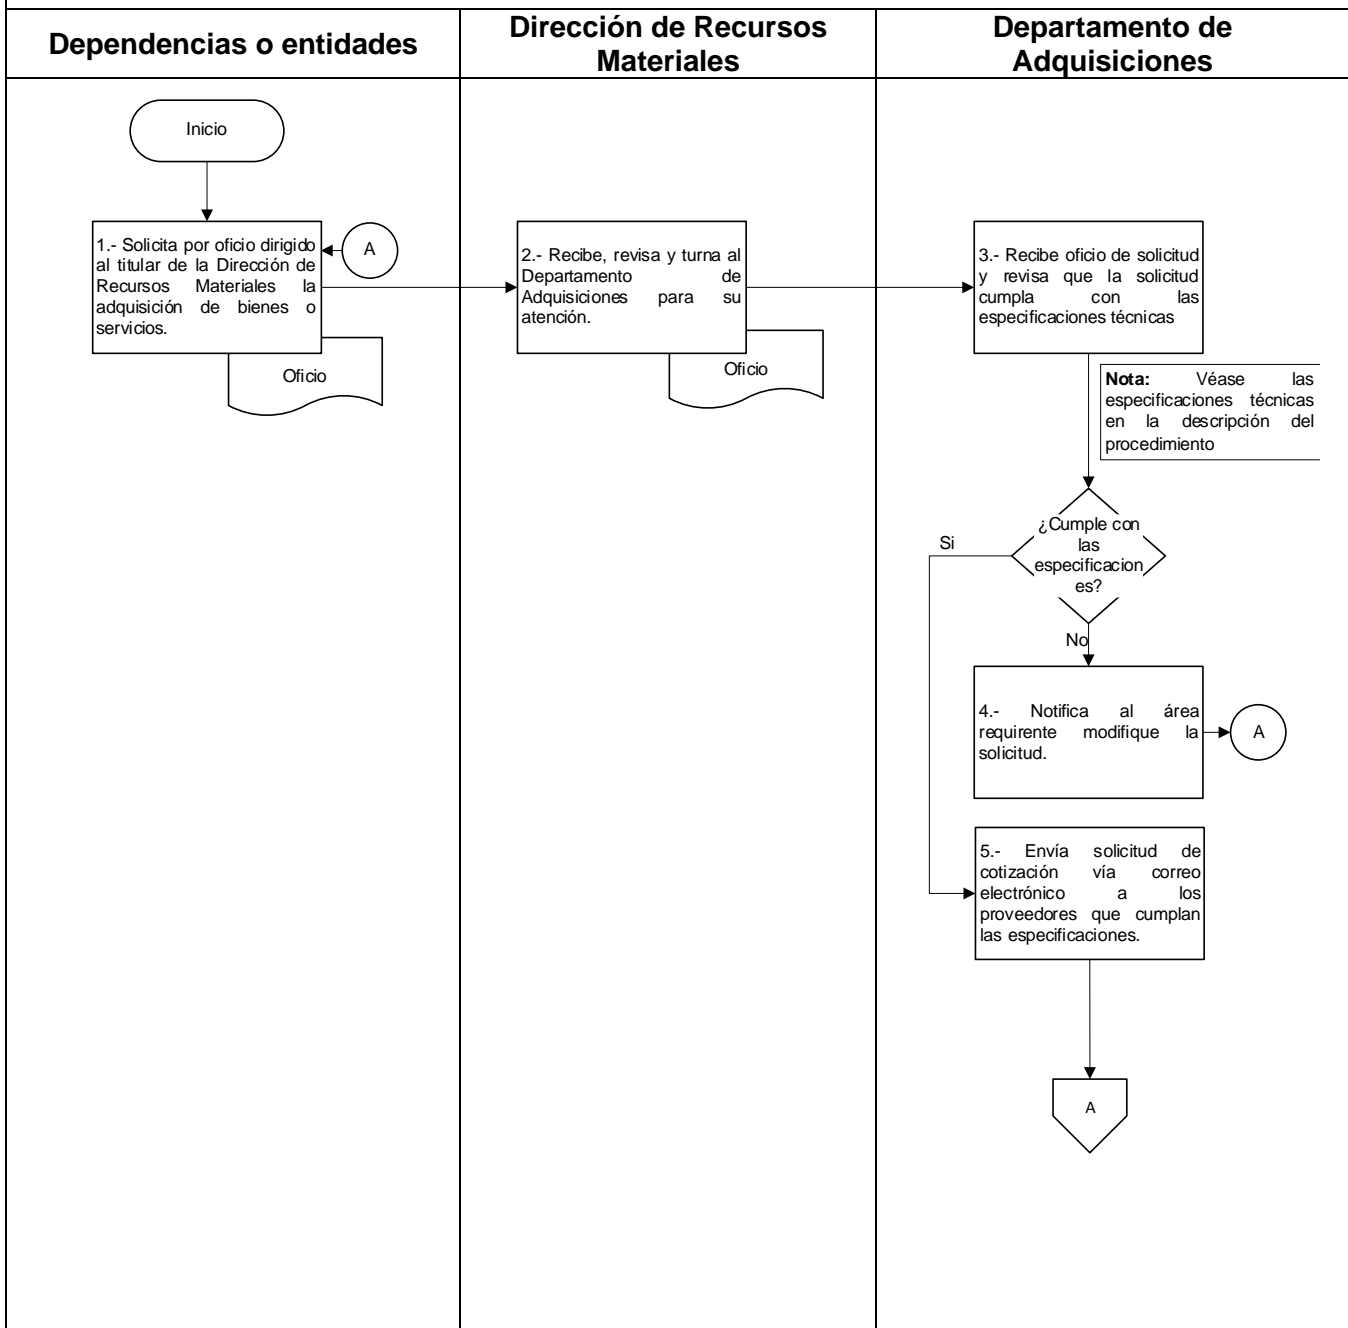 Dependencias o entidades
Dirección de Recursos
Materiales
Departamento de
Adquisiciones
Inicio
1.- Solicita por oficio dirigido
al titular de la Dirección de
Recursos Materiales la
adquisición de bienes o
servicios.
A
Oficio
2.- Recibe, revisa y turna al
Departamento de
Adquisiciones para su
atención.
Oficio
3.- Recibe oficio de solicitud
y revisa que la solicitud
cumpla con las
especificaciones técnicas
Nota: Véase las
especificaciones técnicas
en la descripción del
procedimiento
¿Cumple con
las
especificacion
es?
Si
No
4.- Notifica al área
requirente modifique la
solicitud.
A
5.- Envía solicitud de
cotización vía correo
electrónico a los
proveedores que cumplan
las especificaciones.
A